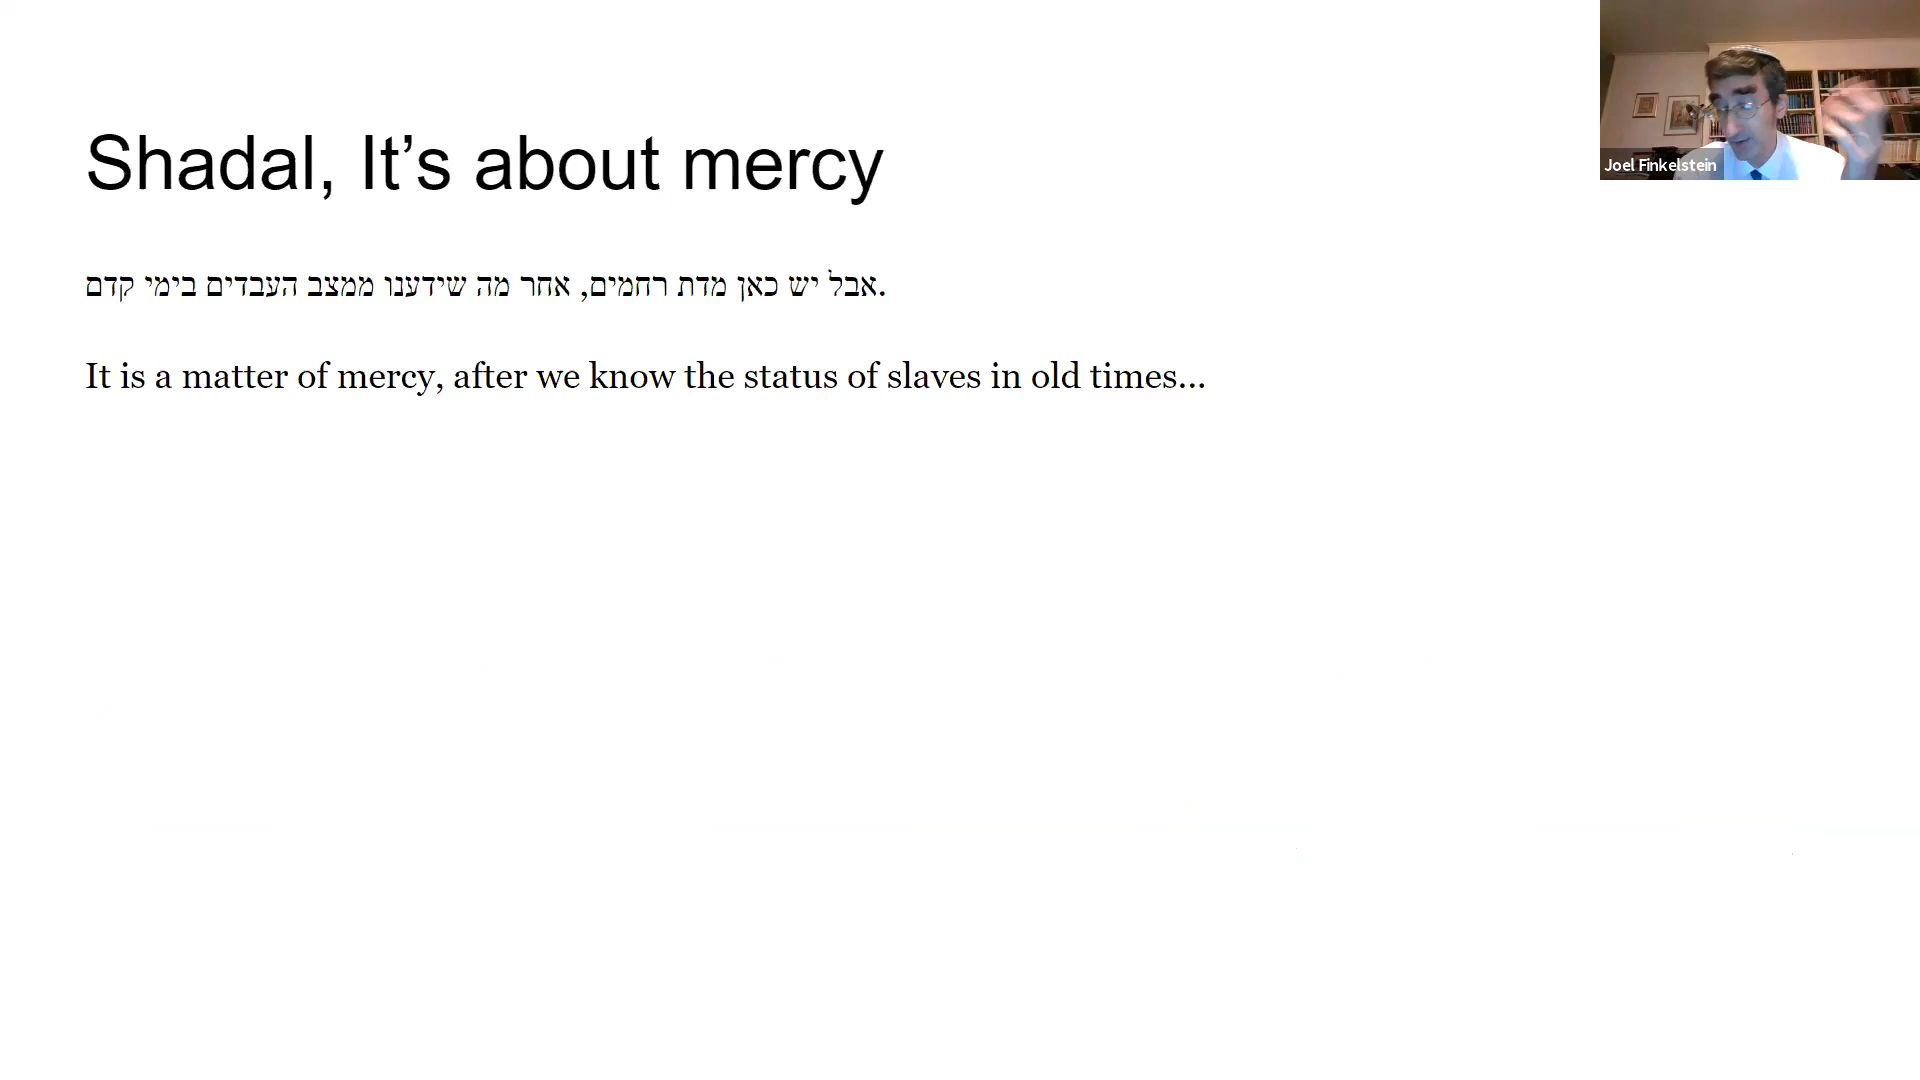 Shadal, It’s about mercy
אבל יש כאן מדת רחמים, אחר מה שידענו ממצב העבדים בימי קדם.
It is a matter of mercy, after we know the status of slaves in old times...
Joel Finkelstein